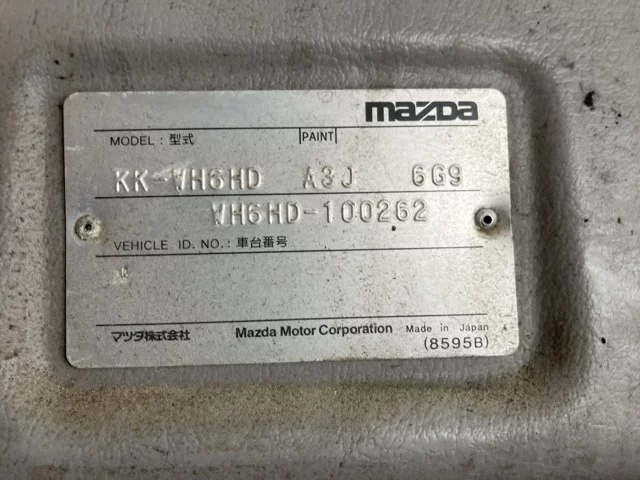 mazda
MODEL : 型式 PAINT
KK-WH6HD A3J 6G9
WH6HD-100262
VEHICLE ID. NO. : 車台番号
マツダ株式会社 Mazda Motor Corporation Made in Japan
(8595B)